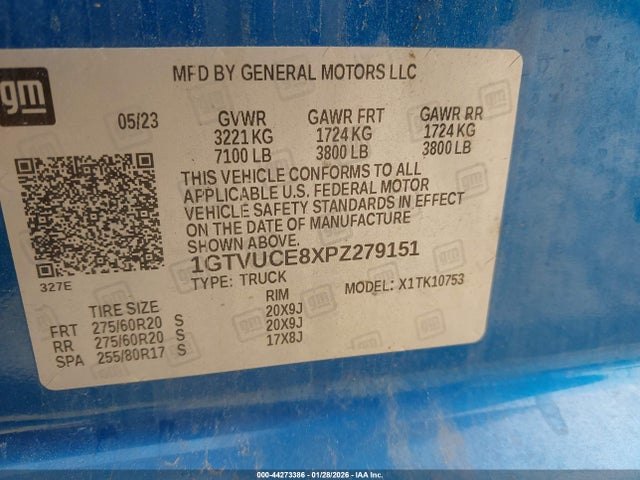 gm
MFD BY GENERAL MOTORS LLC
05/23 GVWR GAWR FRT GAWR RR
3221 KG 1724 KG 1724 KG
7100 LB 3800 LB 3800 LB
THIS VEHICLE CONFORMS TO ALL
APPLICABLE U.S. FEDERAL MOTOR
VEHICLE SAFETY STANDARDS IN EFFECT
ON THE DATE OF MANUFACTURE
SHOWN ABOVE.
1GTVUCE8XPZ279151
327E
TYPE: TRUCK MODEL: X1TK10753
TIRE SIZE RIM
FRT 275/60R20 S 20X9J
RR 275/60R20 S 20X9J
SPA 255/80R17 S 17X8J
000-44273386 - 01/28/2026 - IAA Inc.